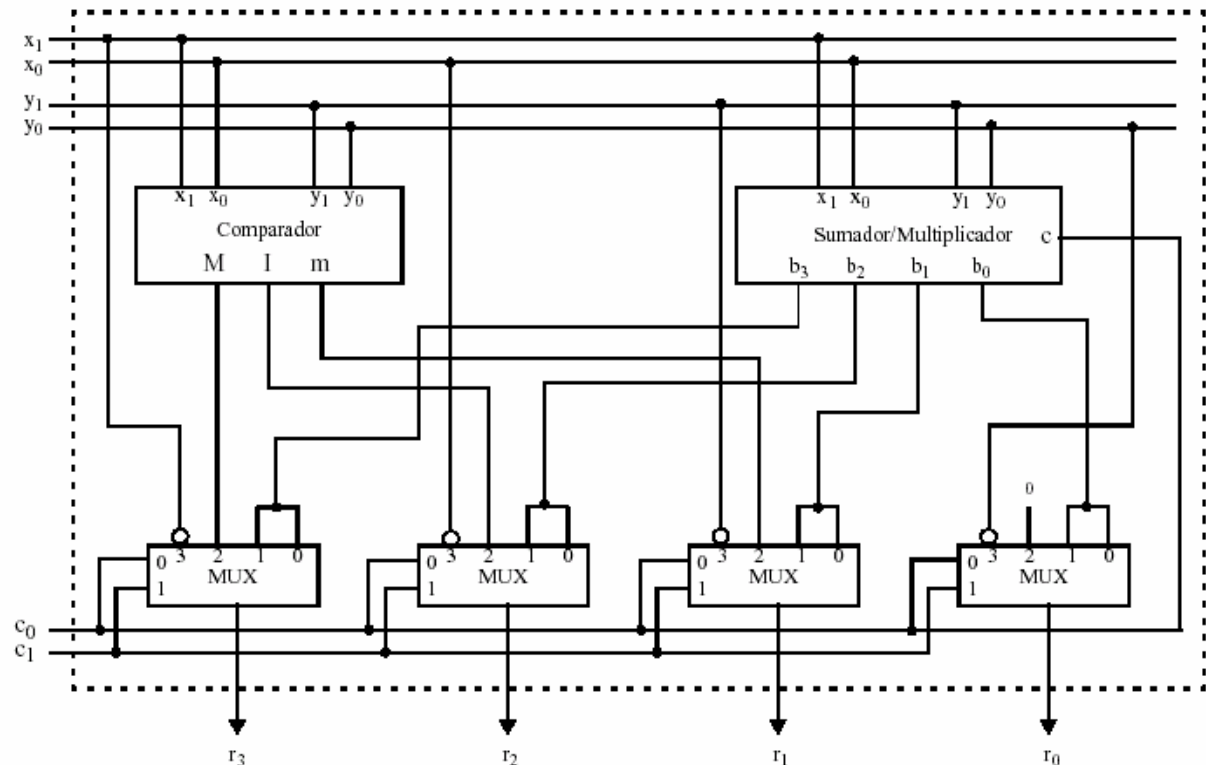 x1
x0
y1
y0
x1 x0 y1 y0
Comparador
M I m
x1 x0 y1 y0
Sumador/Multiplicador c
b3 b2 b1 b0
0
3 2 1 0
0 MUX
1
3 2 1 0
0 MUX
1
3 2 1 0
0 MUX
1
3 2 1 0
0 MUX
1
c0
c1
r3 r2 r1 r0